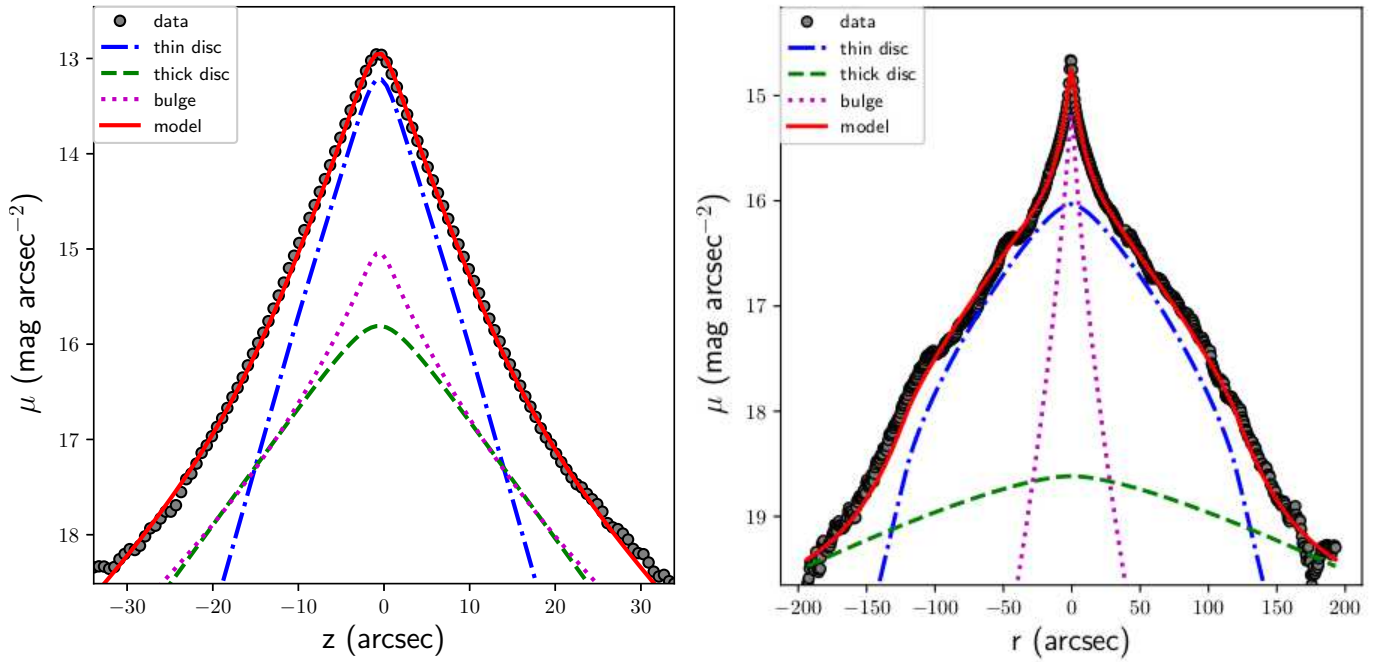 data
thin disc
thick disc
bulge
model
13
14
15
16
17
18
μ (mag arcsec⁻²)
−30 −20 −10 0 10 20 30
z (arcsec)
data
thin disc
thick disc
bulge
model
15
16
17
18
19
μ (mag arcsec⁻²)
−200 −150 −100 −50 0 50 100 150 200
r (arcsec)